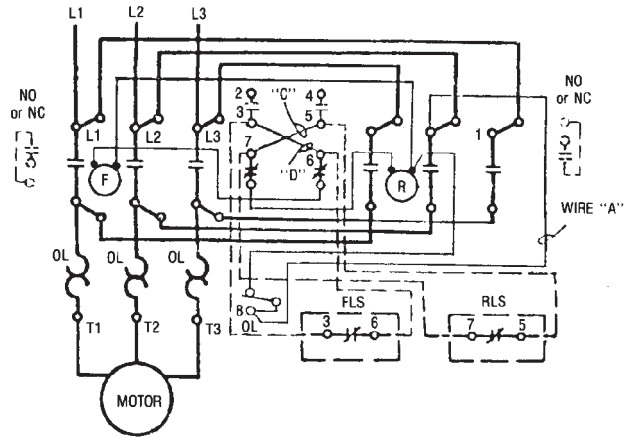 L1 L2 L3
NO
or NC
NO
or NC
2 4
"C"
3 5
L1 L2 L3
1
7 6
"D"
F
R
WIRE "A"
OL OL OL
8 OL
FLS
RLS
3 6
7 5
T1 T2 T3
MOTOR